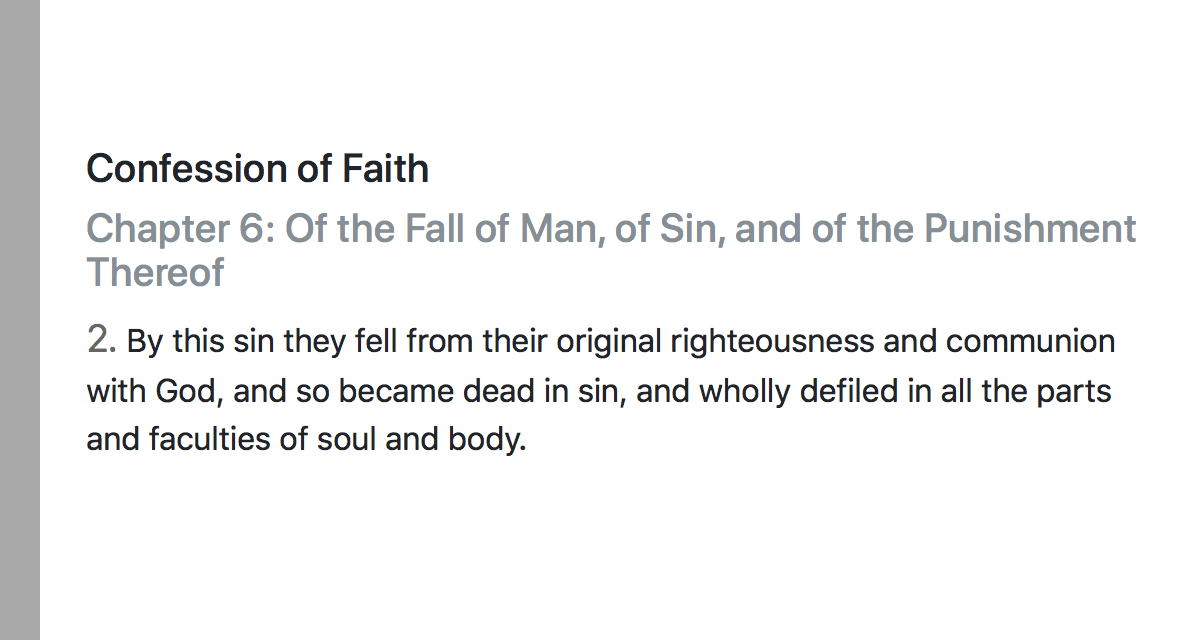 Confession of Faith
Chapter 6: Of the Fall of Man, of Sin, and of the Punishment
Thereof
2. By this sin they fell from their original righteousness and communion
with God, and so became dead in sin, and wholly defiled in all the parts
and faculties of soul and body.